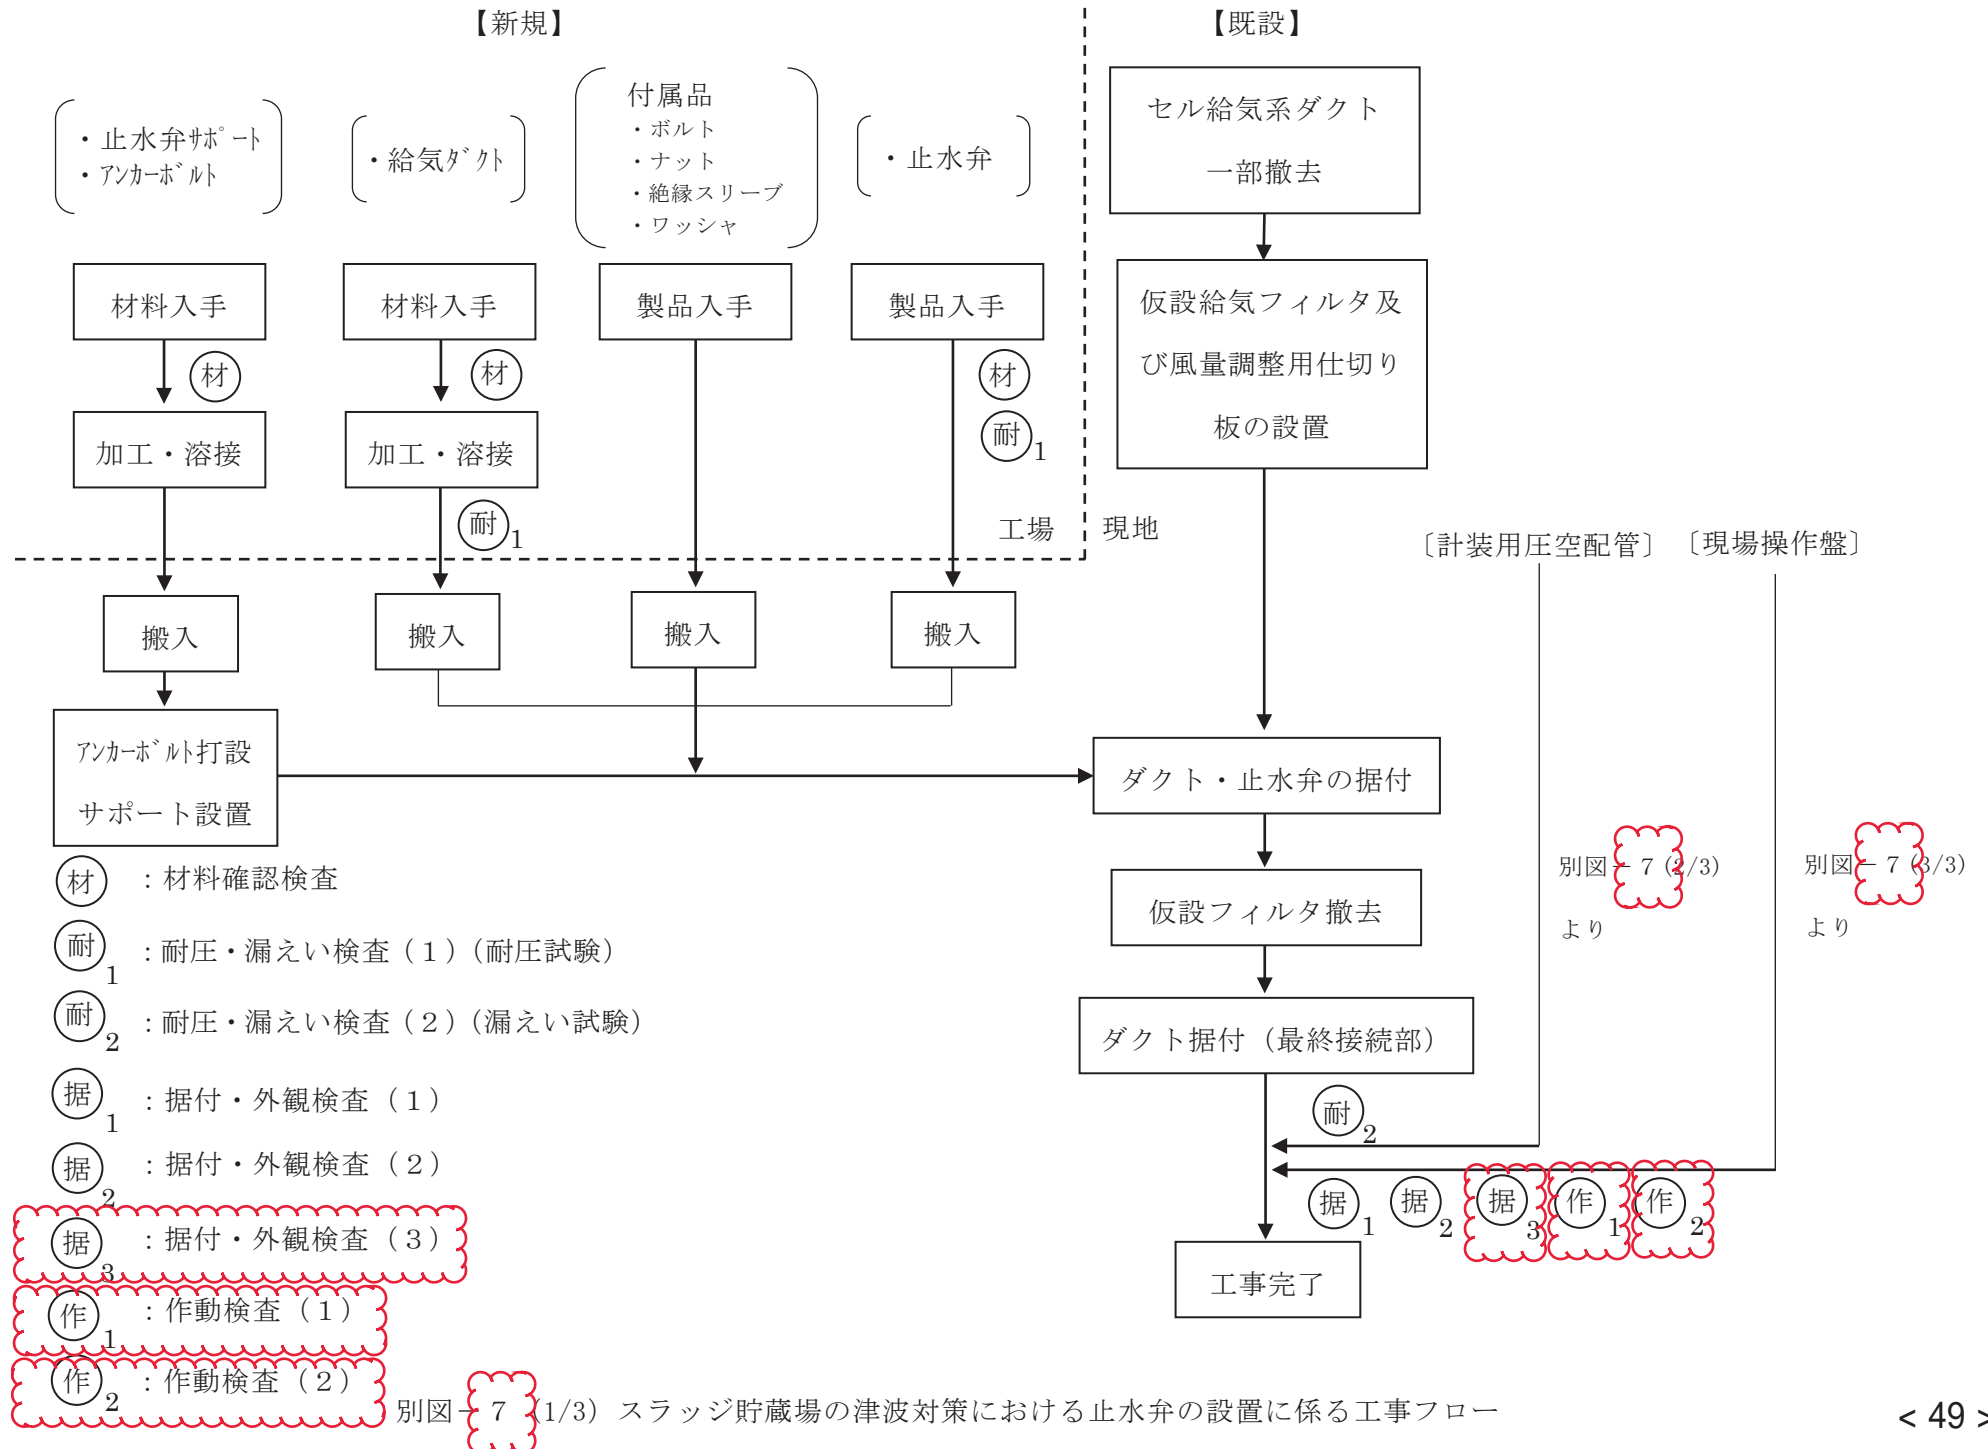 【新規】
【既設】
・止水弁ｻﾎﾟｰﾄ
・ｱﾝｶｰﾎﾞﾙﾄ
・給気ﾀﾞｸﾄ
付属品
・ボルト
・ナット
・絶縁スリーブ
・ワッシャ
・止水弁
セル給気系ダクト
一部撤去
材料入手
材料入手
製品入手
製品入手
仮設給気フィルタ及
び風量調整用仕切り
板の設置
材
材
材
耐1
加工・溶接
加工・溶接
耐1
工場
現地
〔計装用圧空配管〕
〔現場操作盤〕
搬入
搬入
搬入
搬入
ｱﾝｶｰﾎﾞﾙﾄ打設
サポート設置
ダクト・止水弁の据付
別図－７(2/3)
より
別図－７(3/3)
より
仮設フィルタ撤去
ダクト据付（最終接続部）
耐2
据1
据2
据3
作1
作2
工事完了
材：材料確認検査
耐1：耐圧・漏えい検査（１）（耐圧試験）
耐2：耐圧・漏えい検査（２）（漏えい試験）
据1：据付・外観検査（１）
据2：据付・外観検査（２）
据3：据付・外観検査（３）
作1：作動検査（１）
作2：作動検査（２）
別図－７(1/3) スラッジ貯蔵場の津波対策における止水弁の設置に係る工事フロー
< 49 >